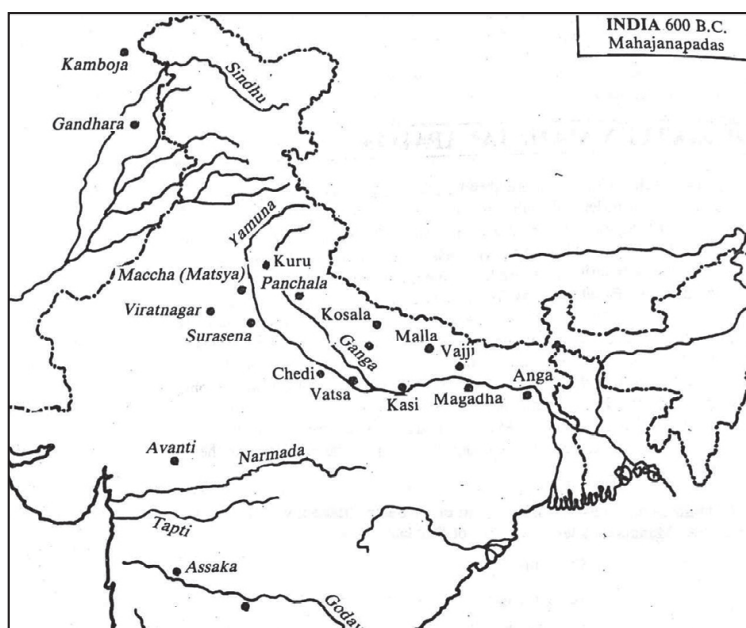 INDIA 600 B.C.
Mahajanapadas
Kamboja
Sindhu
Gandhara
Yamuna
Kuru
Maccha (Matsya)
Panchala
Viratnagar
Kosala
Surasena
Ganga
Malla
Vajji
Chedi
Vatsa
Kasi
Magadha
Anga
Avanti
Narmada
Tapti
Assaka
Godav